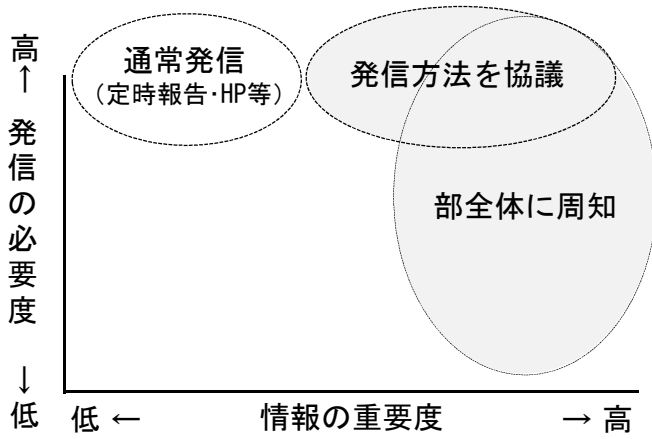 高
↑
発信の必要度
↓
低
通常発信
(定時報告・HP等)
発信方法を協議
部全体に周知
低 ← 情報の重要度 → 高